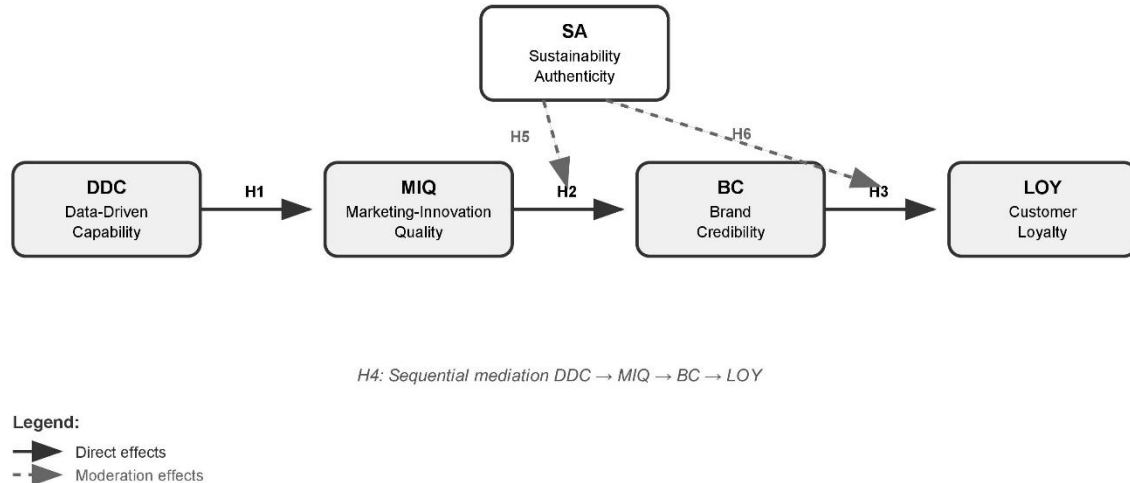 SA
Sustainability
Authenticity
H5
H6
DDC
Data-Driven
Capability
H1
MIQ
Marketing-Innovation
Quality
H2
BC
Brand
Credibility
H3
LOY
Customer
Loyalty
H4: Sequential mediation DDC → MIQ → BC → LOY
Legend:
Direct effects
Moderation effects